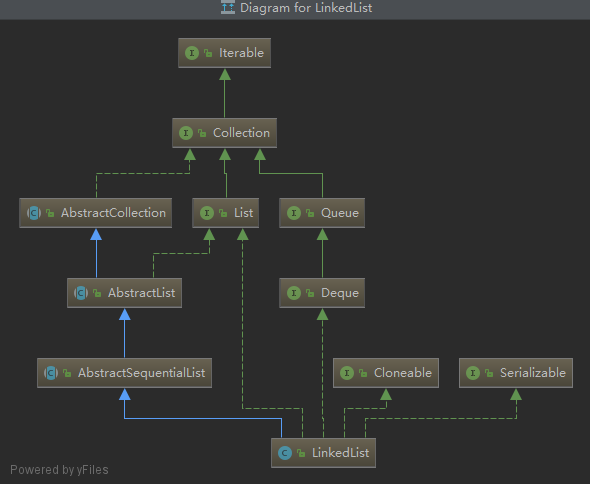 Diagram for LinkedList
I Iterable
I Collection
C AbstractCollection
I List
I Queue
C AbstractList
I Deque
C AbstractSequentialList
I Cloneable
I Serializable
C LinkedList
Powered by yFiles